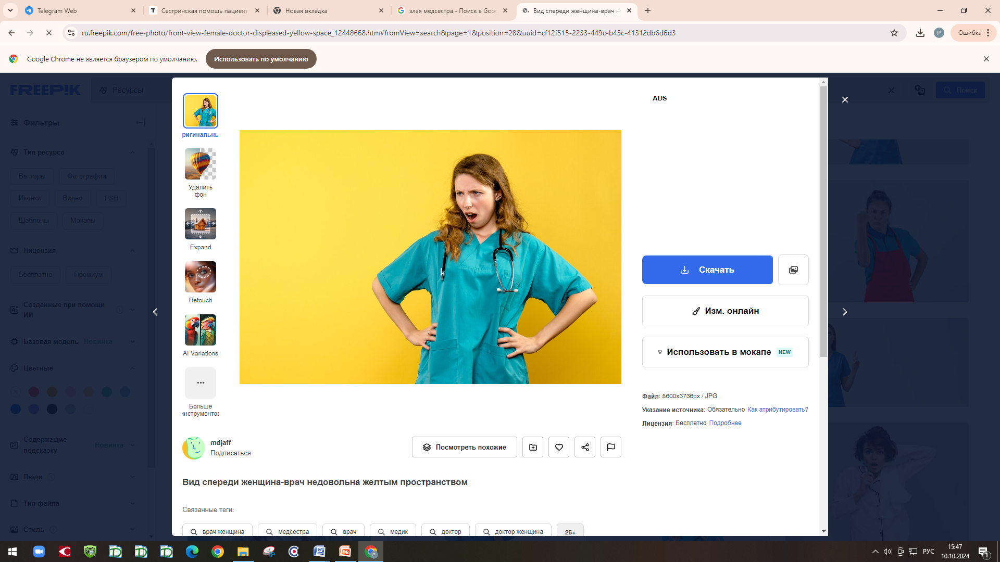 Telegram Web
Сестринская помощь пациент
Новая вкладка
злая медсестра - Поиск в Goo
Вид спереди женщина-врач н
ru.freepik.com/free-photo/front-view-female-doctor-displeased-yellow-space_12448668.htm#fromView=search&page=1&position=28&uuid=cf12f515-2233-449c-b45c-41312db6d6d3
P
Ошибка
Google Chrome не является браузером по умолчанию.
Использовать по умолчанию
FREEPIK
Ресурсы
Поиск
Фильтры
Тип ресурса
Векторы
Фотографии
Иконки
Видео
PSD
Шаблоны
Мокапы
Лицензия
Бесплатно
Премиум
Созданные при помощи
ИИ
Базовая модель Новинка
Цветные
Содержащие
подсказку
Новинка
Люди
Тип файла
Стиль
ригинальны
Удалить
фон
Expand
Retouch
AI Variations
Больше
инструментов
ADS
Скачать
Изм. онлайн
Использовать в мокапе NEW
Файл: 5600x3736px / JPG
Указание источника: Обязательно Как атрибутировать?
Лицензия: Бесплатно Подробнее
mdjaff
Подписаться
Посмотреть похожие
Вид спереди женщина-врач недовольна желтым пространством
Связанные теги:
врач женщина
медсестра
врач
медик
доктор
доктор женщина
25+
РУС
15:47
10.10.2024
1